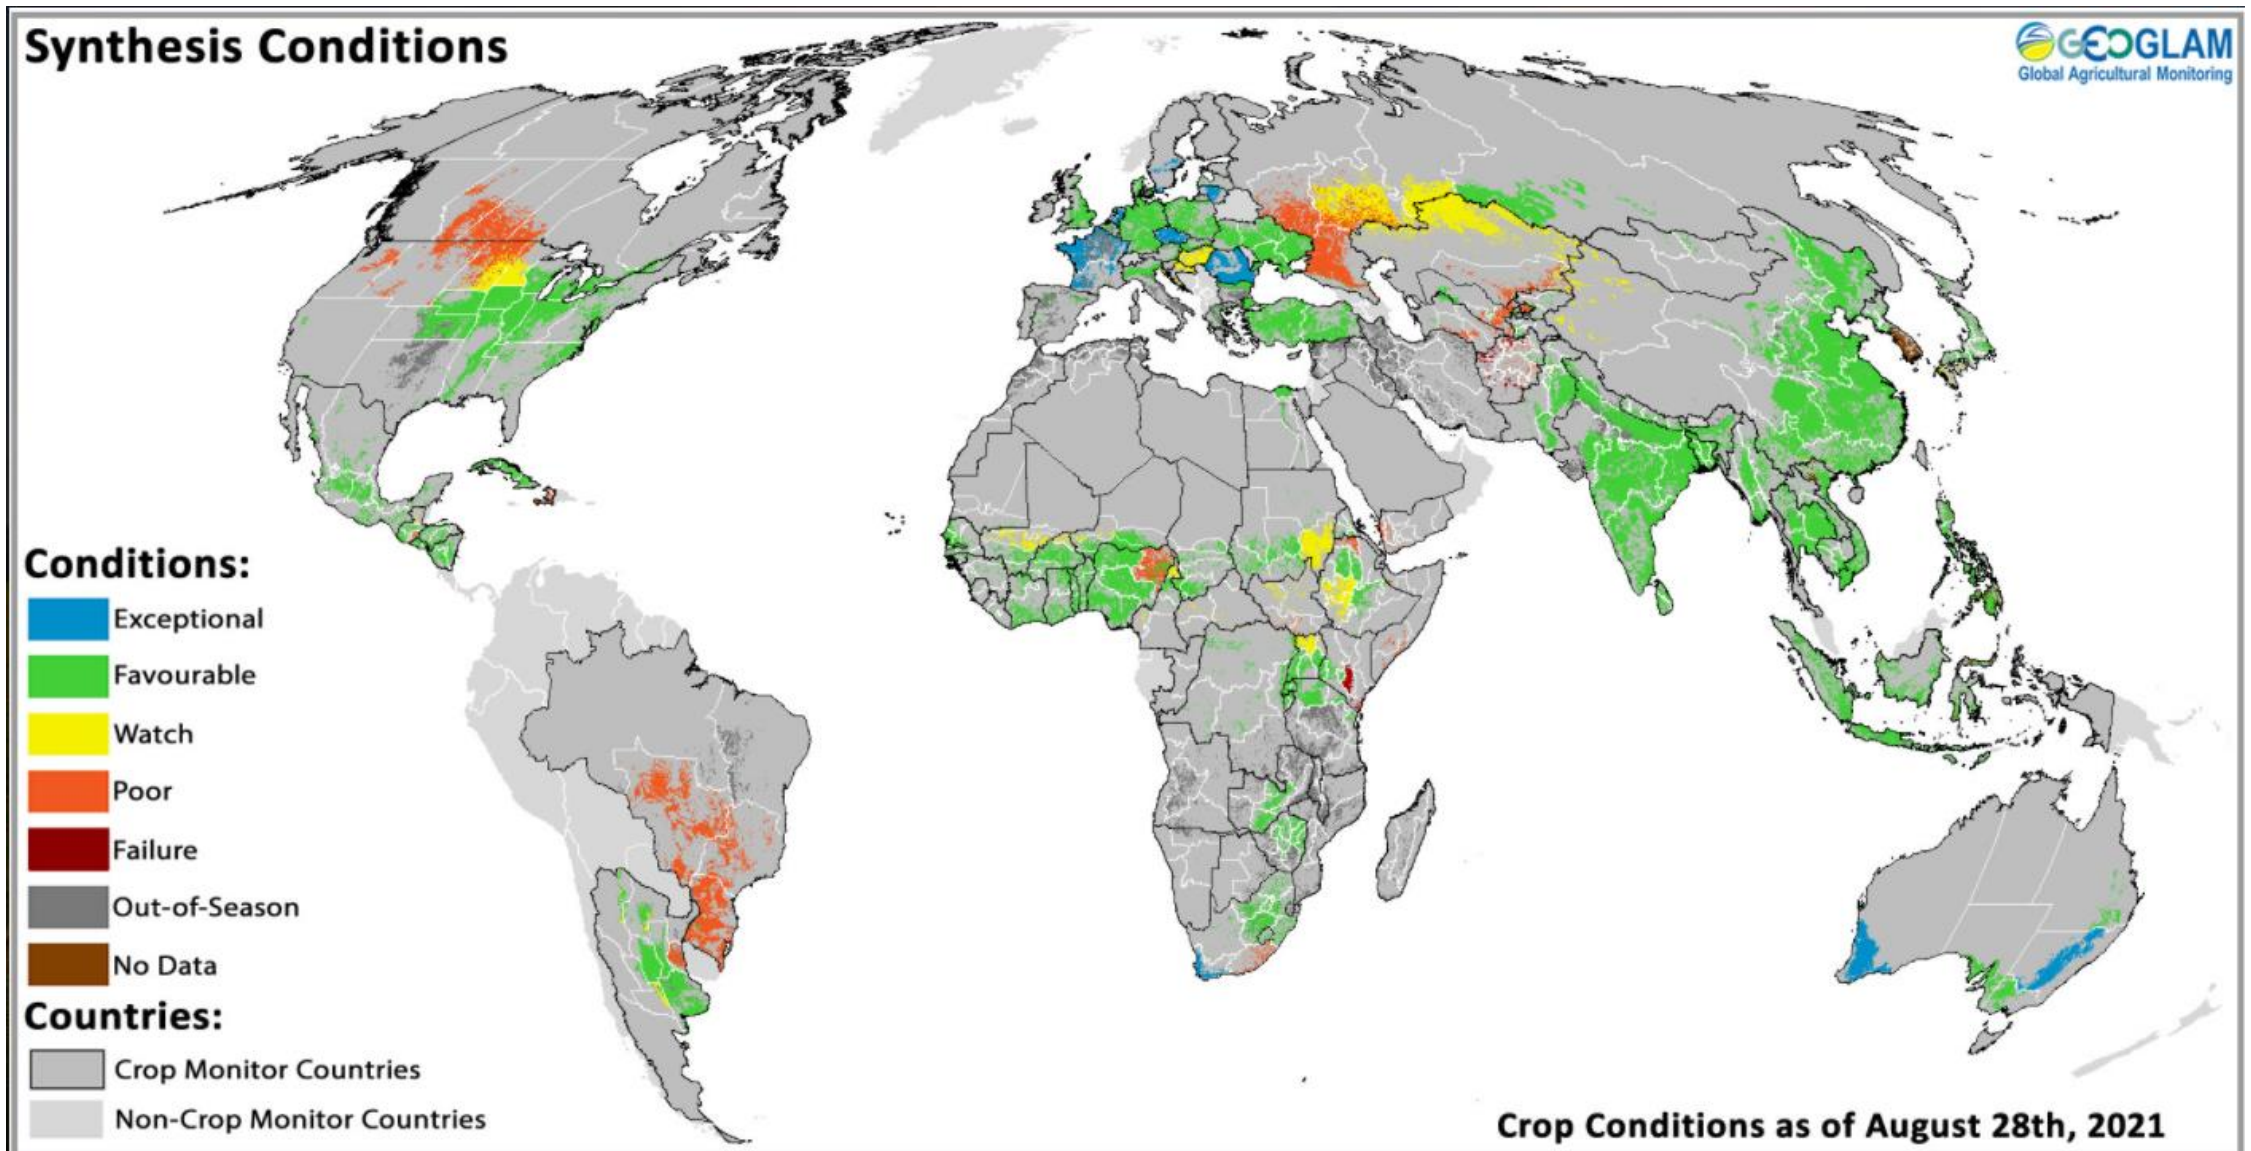 Synthesis Conditions
GEOGLAM
Global Agricultural Monitoring
Conditions:
Exceptional
Favourable
Watch
Poor
Failure
Out-of-Season
No Data
Countries:
Crop Monitor Countries
Non-Crop Monitor Countries
Crop Conditions as of August 28th, 2021